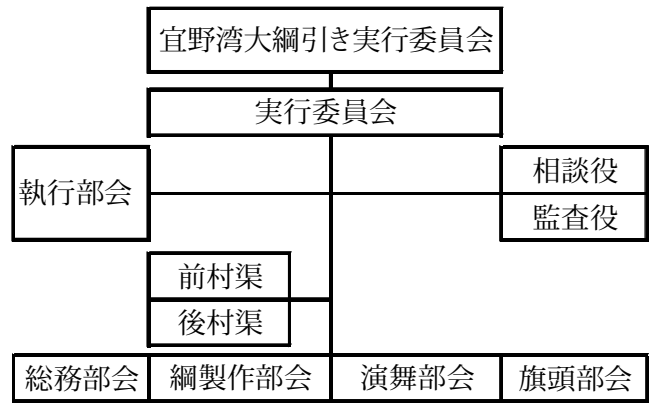 宜野湾大綱引き実行委員会
実行委員会
執行部会
相談役
監査役
前村渠
後村渠
総務部会
綱製作部会
演舞部会
旗頭部会